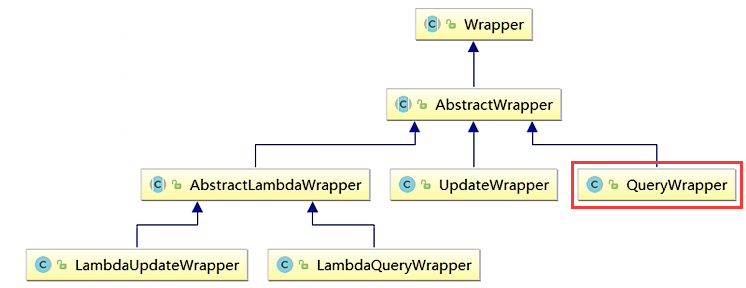 Wrapper
AbstractWrapper
AbstractLambdaWrapper
UpdateWrapper
QueryWrapper
LambdaUpdateWrapper
LambdaQueryWrapper